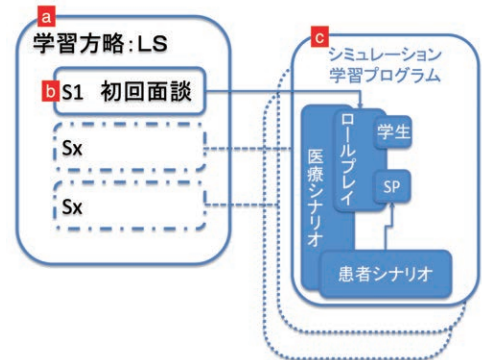 a
学習方略:LS
b
S1 初回面談
Sx
Sx
c
シミュレーション
学習プログラム
医療シナリオ
ロールプレイ
学生
SP
患者シナリオ